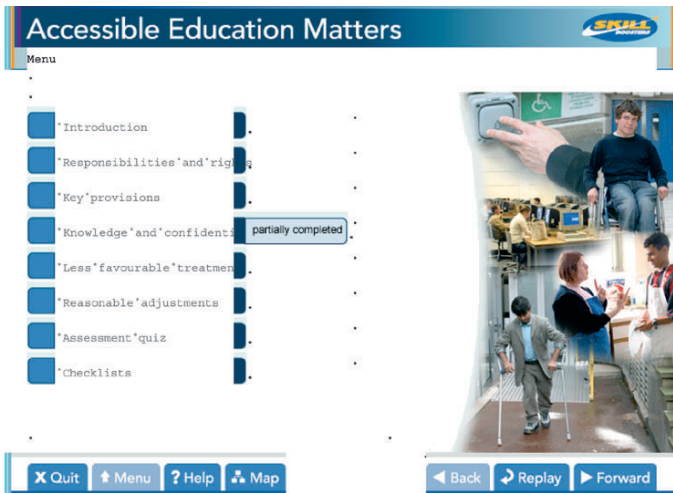 Accessible Education Matters
SKILL
BOOSTERS
Menu
Introduction
Responsibilities and rig
Key provisions
Knowledge and confidenti
partially completed
Less favourable treatmen
Reasonable adjustments
Assessment quiz
Checklists
X Quit
Menu
? Help
Map
Back
Replay
Forward